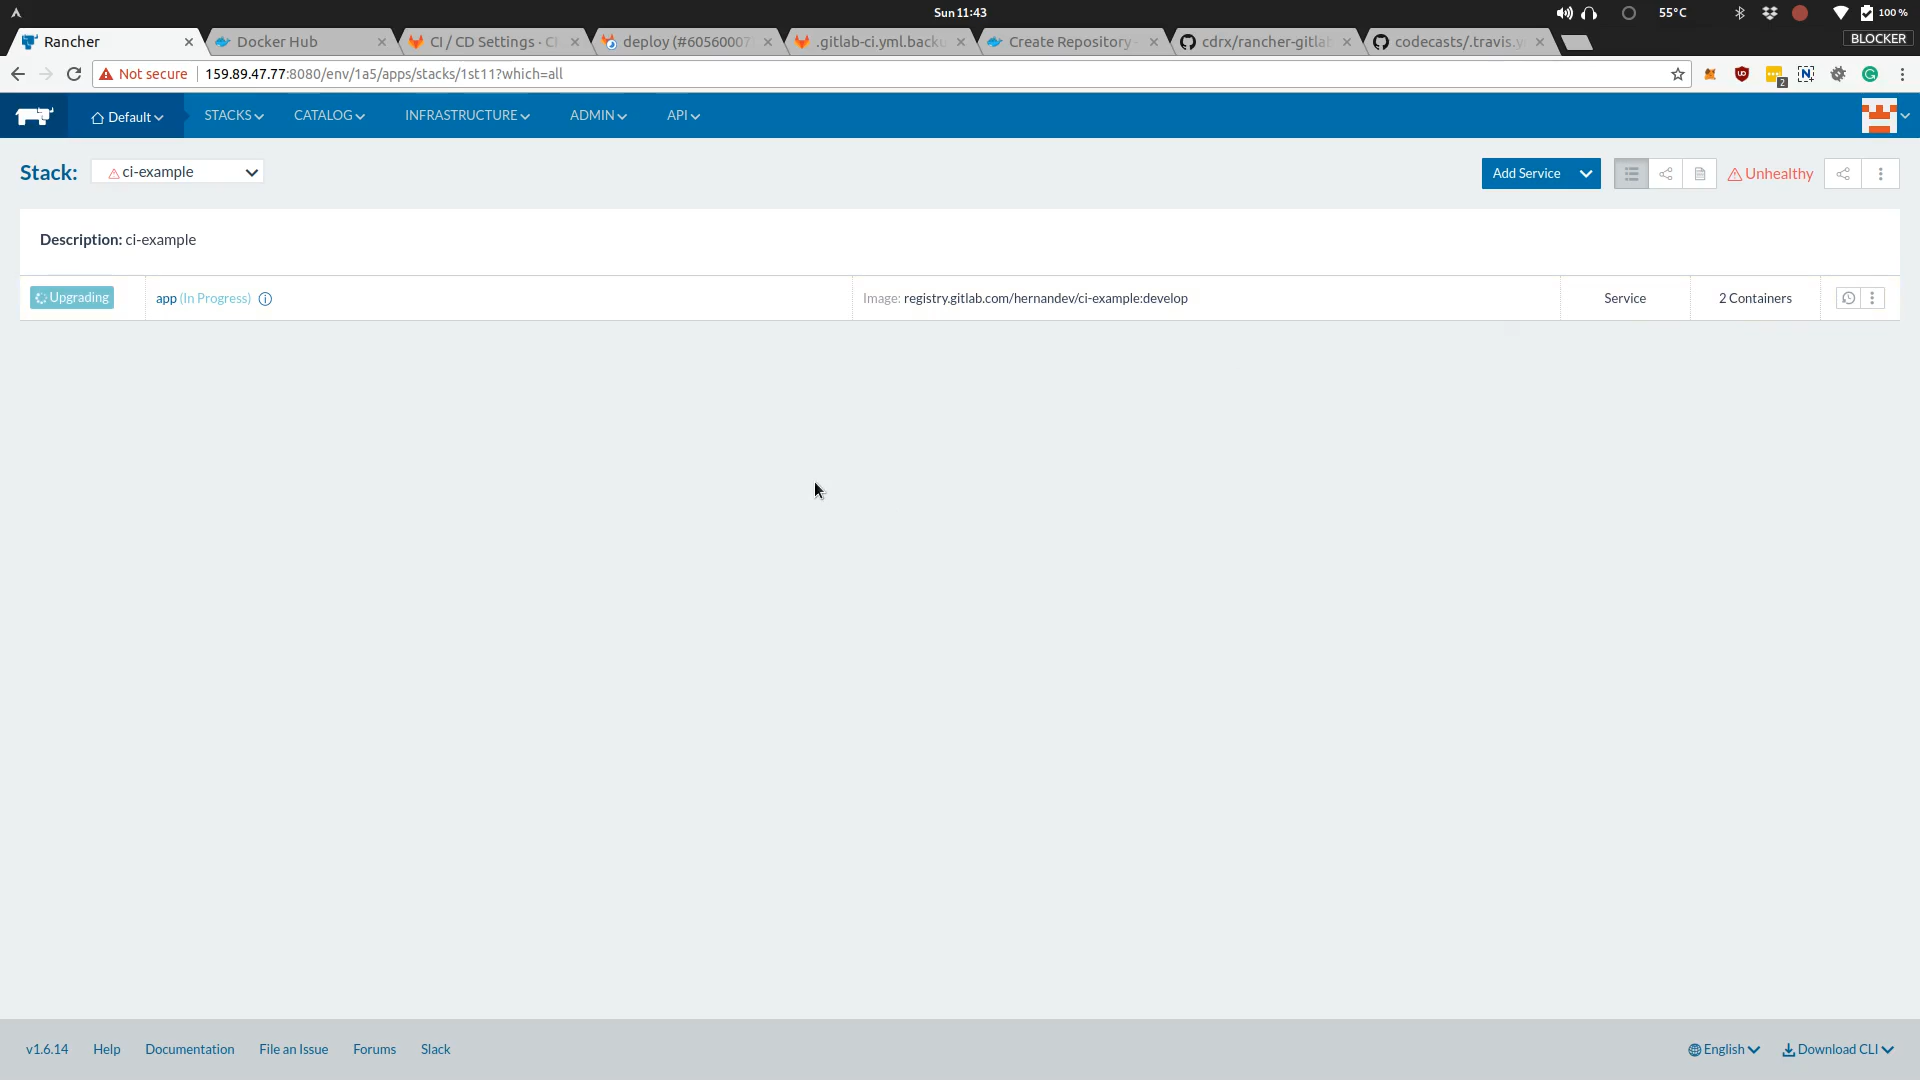 Sun 11:43
55°C
100 %
Rancher
Docker Hub
CI / CD Settings · CI
deploy (#6056007
.gitlab-ci.yml.backu
Create Repository -
cdrx/rancher-gitlab
codecasts/.travis.y
BLOCKER
Not secure
159.89.47.77:8080/env/1a5/apps/stacks/1st11?which=all
2
Default
STACKS
CATALOG
INFRASTRUCTURE
ADMIN
API
Stack:
ci-example
Add Service
Unhealthy
Description: ci-example
Upgrading
app (In Progress)
Image: registry.gitlab.com/hernandev/ci-example:develop
Service
2 Containers
v1.6.14
Help
Documentation
File an Issue
Forums
Slack
English
Download CLI